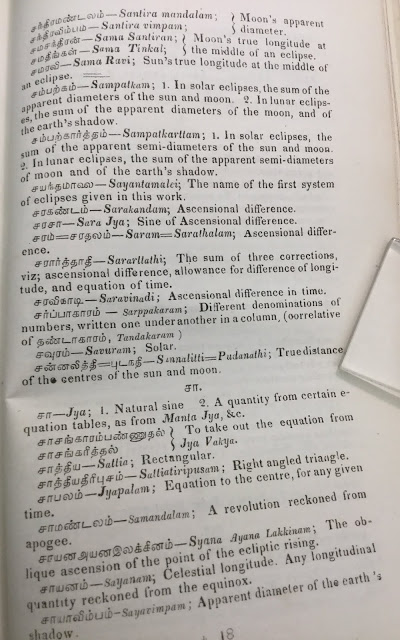 சந்திரமண்டலம்—Santira mandalam; } Moon's apparent
சந்திரவிம்பம்—Santira vimpam; } diameter.
சமசந்திரன்—Sama Santiran; } Moon's true longitude at
சமதிங்கள்—Sama Tinkal; } the middle of an eclipse.
சமரவி—Sama Ravi; Sun's true longitude at the middle of
an eclipse.
சம்பற்கம்—Sampatkam; 1. In solar eclipses, the sum of the
apparent diameters of the sun and moon. 2. In lunar eclips-
es, the sum of the apparent diameters of the moon, and of
the earth's shadow.
சம்பற்கார்த்தம்—Sampatkarttam; 1. In solar eclipses, the
sum of the apparent semi-diameters of the sun and moon.
2. In lunar eclipses, the sum of the apparent semi-diameters
of moon and of the earth's shadow.
சயந்தமாலை—Sayantamalei; The name of the first system
of eclipses given in this work.
சரகண்டம்—Sarakandam; Ascensional difference.
சரசா—Sara Jya; Sine of Ascensional difference.
சரம்=சரதலம்—Saram=Sarathalam; Ascensional differ-
ence.
சரார்த்தாதி—Sararttathi; The sum of three corrections,
viz; ascensional difference, allowance for difference of longi-
tude, and equation of time.
சரவிநாடி—Saravinadi; Ascensional difference in time.
சர்ப்பாகாரம்—Sarppakaram; Different denominations of
numbers, written one under another in a column, (oorrelative
of தண்டாகாரம், Tandakaram)
சவுரம்—Savuram; Solar.
சன்னலித்தி=புடநதி—Sannalitti=Pudanathi; True distance
of the centres of the sun and moon.
சா.
சா—Jya; 1. Natural sine 2. A quantity from certain e-
quation tables, as from Manta Jya, &c.
சாசங்காரம்பண்ணுதல் } To take out the equation from
சாசங்கரித்தல் } Jya Vakya.
சாத்திய—Sattia; Rectangular.
சாத்தியதிரிபுசம்—Sattiatiripusam; Right angled triangle.
சாபலம்—Jyapalam; Equation to the centre, for any given
time.
சாமண்டலம்—Samandalam; A revolution reckoned from
apogee.
சாயனஅயனஇலக்கினம்—Syana Ayana Lakkinam; The ob-
lique ascension of the point of the ecliptic rising.
சாயனம்—Sayanam; Celestial longitude. Any longitudinal
quantity reckoned from the equinox.
சாயாவிம்பம்—Sayavimpam; Apparent diameter of the earth's
shadow.
18